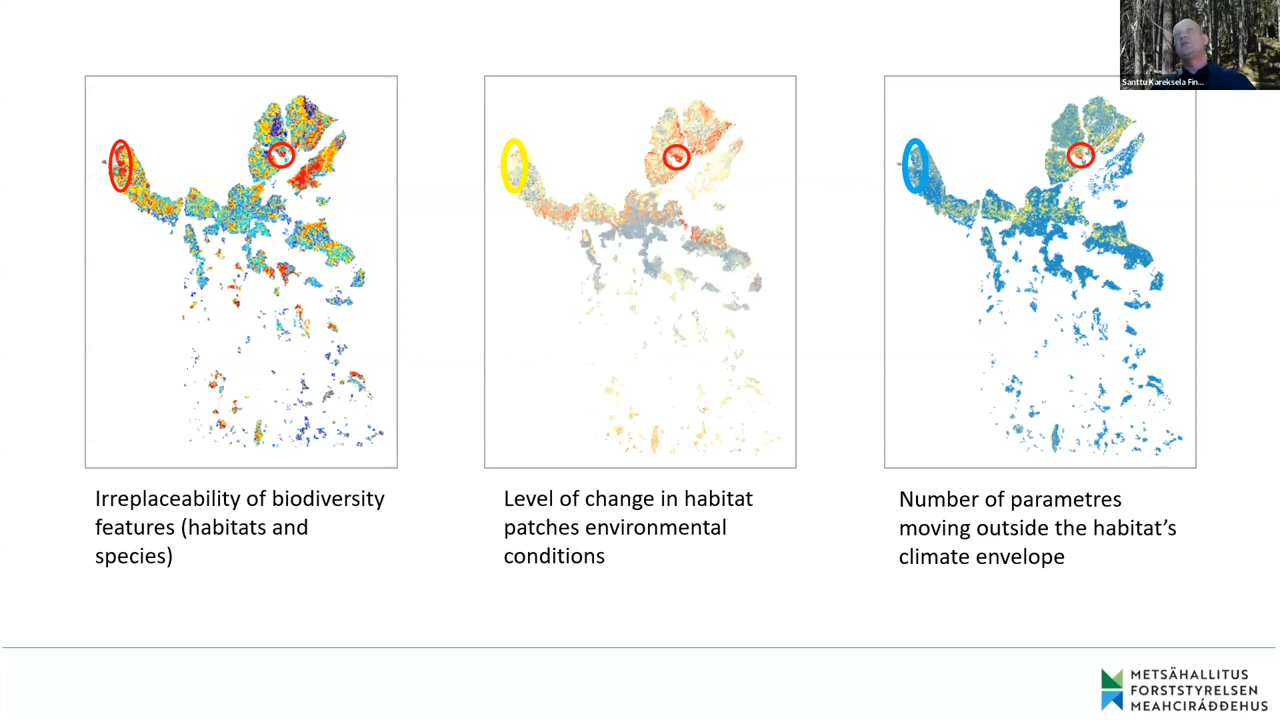 Santtu Kareksela Fin...
Irreplaceability of biodiversity
features (habitats and
species)
Level of change in habitat
patches environmental
conditions
Number of parametres
moving outside the habitat's
climate envelope
METSÄHALLITUS
FORSTSTYRELSEN
MEAHCIRÁÐÐEHUS